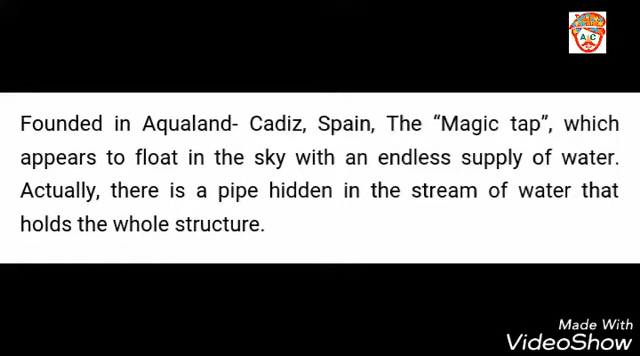 A C
Founded in Aqualand- Cadiz, Spain, The “Magic tap”, which
appears to float in the sky with an endless supply of water.
Actually, there is a pipe hidden in the stream of water that
holds the whole structure.
Made With
VideoShow